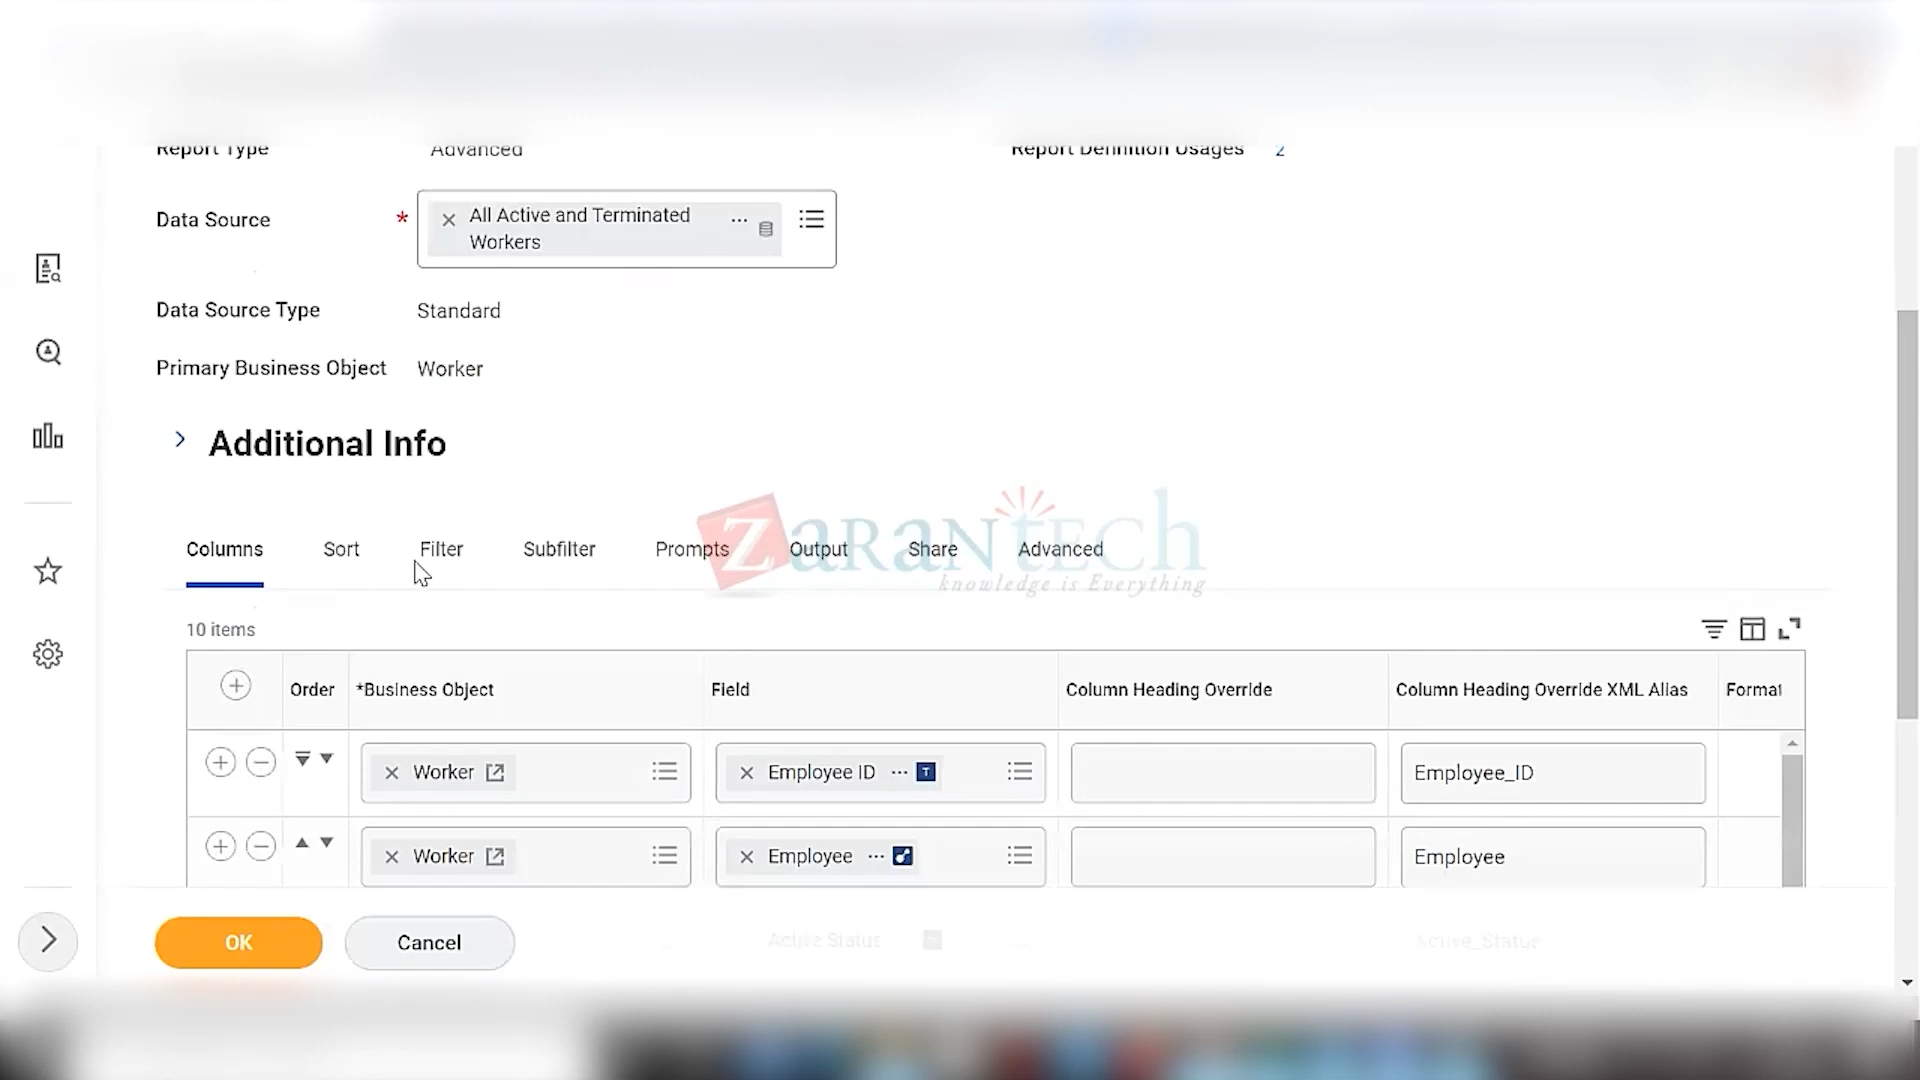 Report Type Advanced Report Definition Usages 2
Data Source * All Active and Terminated
Workers
Data Source Type Standard
Primary Business Object Worker
Additional Info
Columns Sort Filter Subfilter Prompts Output Share Advanced
ZaranTech
knowledge is Everything
10 items
Order *Business Object Field Column Heading Override Column Heading Override XML Alias Format
Worker Employee ID T Employee_ID
Worker Employee Employee
Active Status Active_Status
OK Cancel